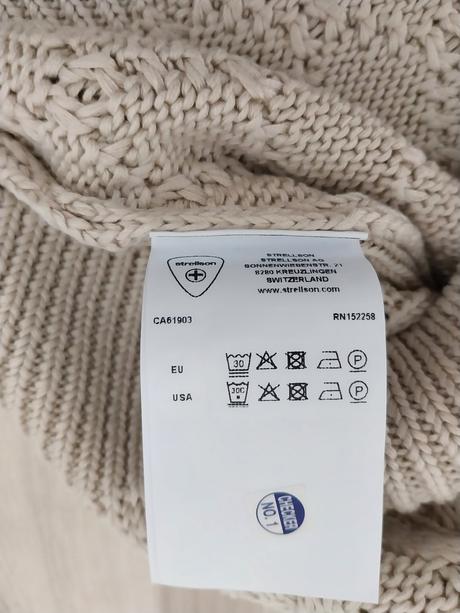 strellson
STRELLSON
STRELLSON AG
SONNENWIESENSTR. 21
8280 KREUZLINGEN
SWITZERLAND
www.strellson.com
CA61903
RN152258
EU
30
P
USA
30C
P
CHECKER
NO. 1